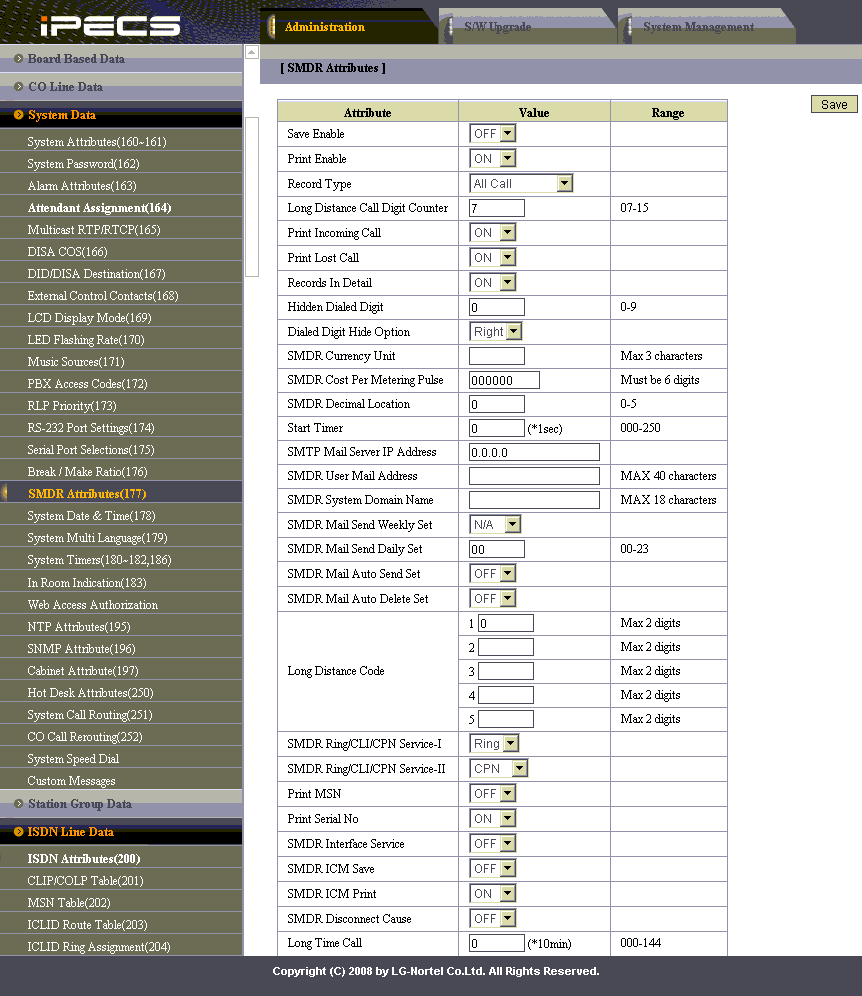 iPECS
Administration
S/W Upgrade
System Management
Board Based Data
CO Line Data
System Data
System Attributes(160~161)
System Password(162)
Alarm Attributes(163)
Attendant Assignment(164)
Multicast RTP/RTCP(165)
DISA COS(166)
DID/DISA Destination(167)
External Control Contacts(168)
LCD Display Mode(169)
LED Flashing Rate(170)
Music Sources(171)
PBX Access Codes(172)
RLP Priority(173)
RS-232 Port Settings(174)
Serial Port Selections(175)
Break / Make Ratio(176)
SMDR Attributes(177)
System Date & Time(178)
System Multi Language(179)
System Timers(180~182,186)
In Room Indication(183)
Web Access Authorization
NTP Attributes(195)
SNMP Attribute(196)
Cabinet Attribute(197)
Hot Desk Attributes(250)
System Call Routing(251)
CO Call Rerouting(252)
System Speed Dial
Custom Messages
Station Group Data
ISDN Line Data
ISDN Attributes(200)
CLIP/COLP Table(201)
MSN Table(202)
ICLID Route Table(203)
ICLID Ring Assignment(204)
[ SMDR Attributes ]
Save
Attribute Value Range
Save Enable OFF
Print Enable ON
Record Type All Call
Long Distance Call Digit Counter 7 07-15
Print Incoming Call ON
Print Lost Call ON
Records In Detail ON
Hidden Dialed Digit 0 0-9
Dialed Digit Hide Option Right
SMDR Currency Unit Max 3 characters
SMDR Cost Per Metering Pulse 000000 Must be 6 digits
SMDR Decimal Location 0 0-5
Start Timer 0 (*1sec) 000-250
SMTP Mail Server IP Address 0.0.0.0
SMDR User Mail Address MAX 40 characters
SMDR System Domain Name MAX 18 characters
SMDR Mail Send Weekly Set N/A
SMDR Mail Send Daily Set 00 00-23
SMDR Mail Auto Send Set OFF
SMDR Mail Auto Delete Set OFF
Long Distance Code
1 0 Max 2 digits
2 Max 2 digits
3 Max 2 digits
4 Max 2 digits
5 Max 2 digits
SMDR Ring/CLI/CPN Service-I Ring
SMDR Ring/CLI/CPN Service-II CPN
Print MSN OFF
Print Serial No ON
SMDR Interface Service OFF
SMDR ICM Save OFF
SMDR ICM Print ON
SMDR Disconnect Cause OFF
Long Time Call 0 (*10min) 000-144
Copyright (C) 2008 by LG-Nortel Co.Ltd. All Rights Reserved.